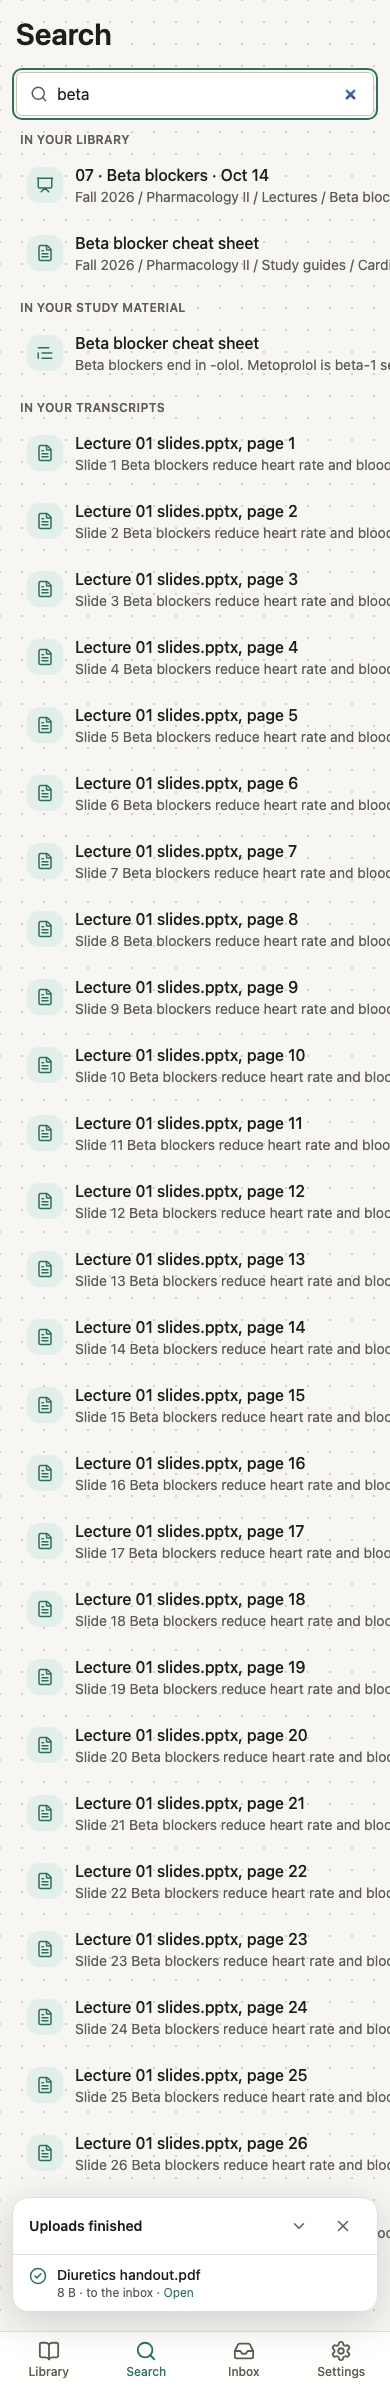 Search
beta
IN YOUR LIBRARY
07 · Beta blockers · Oct 14
Fall 2026 / Pharmacology II / Lectures / Beta bloc
Beta blocker cheat sheet
Fall 2026 / Pharmacology II / Study guides / Cardi
IN YOUR STUDY MATERIAL
Beta blocker cheat sheet
Beta blockers end in -olol. Metoprolol is beta-1 se
IN YOUR TRANSCRIPTS
Lecture 01 slides.pptx, page 1
Slide 1 Beta blockers reduce heart rate and blood
Lecture 01 slides.pptx, page 2
Slide 2 Beta blockers reduce heart rate and blood
Lecture 01 slides.pptx, page 3
Slide 3 Beta blockers reduce heart rate and blood
Lecture 01 slides.pptx, page 4
Slide 4 Beta blockers reduce heart rate and blood
Lecture 01 slides.pptx, page 5
Slide 5 Beta blockers reduce heart rate and blood
Lecture 01 slides.pptx, page 6
Slide 6 Beta blockers reduce heart rate and blood
Lecture 01 slides.pptx, page 7
Slide 7 Beta blockers reduce heart rate and blood
Lecture 01 slides.pptx, page 8
Slide 8 Beta blockers reduce heart rate and blood
Lecture 01 slides.pptx, page 9
Slide 9 Beta blockers reduce heart rate and blood
Lecture 01 slides.pptx, page 10
Slide 10 Beta blockers reduce heart rate and bloo
Lecture 01 slides.pptx, page 11
Slide 11 Beta blockers reduce heart rate and bloo
Lecture 01 slides.pptx, page 12
Slide 12 Beta blockers reduce heart rate and bloo
Lecture 01 slides.pptx, page 13
Slide 13 Beta blockers reduce heart rate and bloo
Lecture 01 slides.pptx, page 14
Slide 14 Beta blockers reduce heart rate and bloo
Lecture 01 slides.pptx, page 15
Slide 15 Beta blockers reduce heart rate and bloo
Lecture 01 slides.pptx, page 16
Slide 16 Beta blockers reduce heart rate and bloo
Lecture 01 slides.pptx, page 17
Slide 17 Beta blockers reduce heart rate and bloo
Lecture 01 slides.pptx, page 18
Slide 18 Beta blockers reduce heart rate and bloo
Lecture 01 slides.pptx, page 19
Slide 19 Beta blockers reduce heart rate and bloo
Lecture 01 slides.pptx, page 20
Slide 20 Beta blockers reduce heart rate and bloo
Lecture 01 slides.pptx, page 21
Slide 21 Beta blockers reduce heart rate and bloo
Lecture 01 slides.pptx, page 22
Slide 22 Beta blockers reduce heart rate and bloo
Lecture 01 slides.pptx, page 23
Slide 23 Beta blockers reduce heart rate and bloo
Lecture 01 slides.pptx, page 24
Slide 24 Beta blockers reduce heart rate and bloo
Lecture 01 slides.pptx, page 25
Slide 25 Beta blockers reduce heart rate and bloo
Lecture 01 slides.pptx, page 26
Slide 26 Beta blockers reduce heart rate and bloo
Uploads finished
Diuretics handout.pdf
8 B · to the inbox · Open
Library
Search
Inbox
Settings